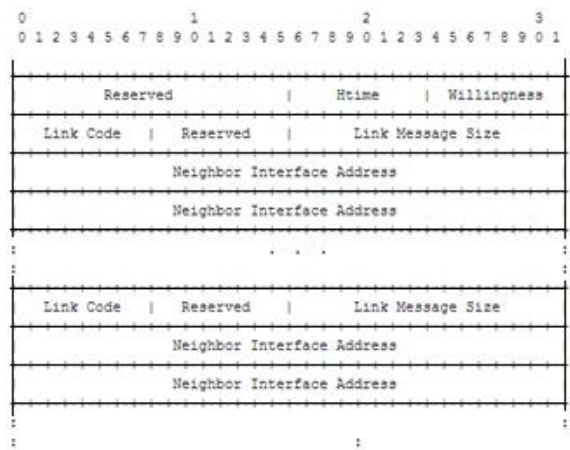 0 1 2 3
0 1 2 3 4 5 6 7 8 9 0 1 2 3 4 5 6 7 8 9 0 1 2 3 4 5 6 7 8 9 0 1
Reserved | Htime | Willingness
Link Code | Reserved | Link Message Size
Neighbor Interface Address
Neighbor Interface Address
. . .
Link Code | Reserved | Link Message Size
Neighbor Interface Address
Neighbor Interface Address